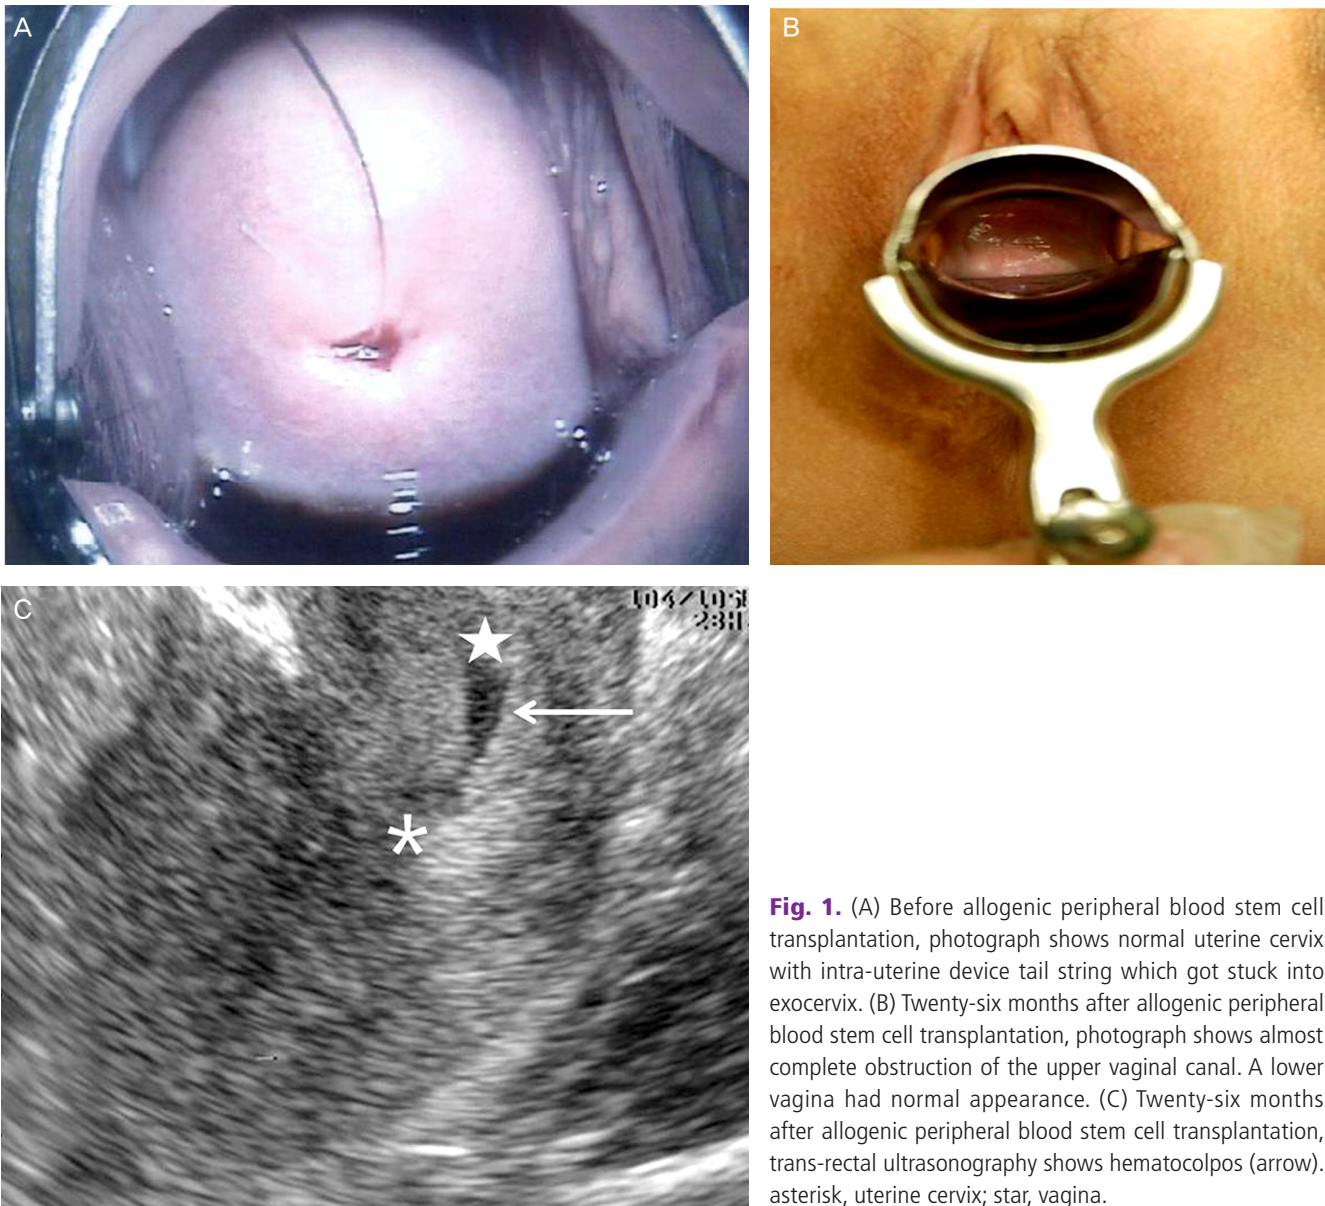 A
B
C
Fig. 1. (A) Before allogenic peripheral blood stem cell
transplantation, photograph shows normal uterine cervix
with intra-uterine device tail string which got stuck into
exocervix. (B) Twenty-six months after allogenic peripheral
blood stem cell transplantation, photograph shows almost
complete obstruction of the upper vaginal canal. A lower
vagina had normal appearance. (C) Twenty-six months
after allogenic peripheral blood stem cell transplantation,
trans-rectal ultrasonography shows hematocolpos (arrow).
asterisk, uterine cervix; star, vagina.